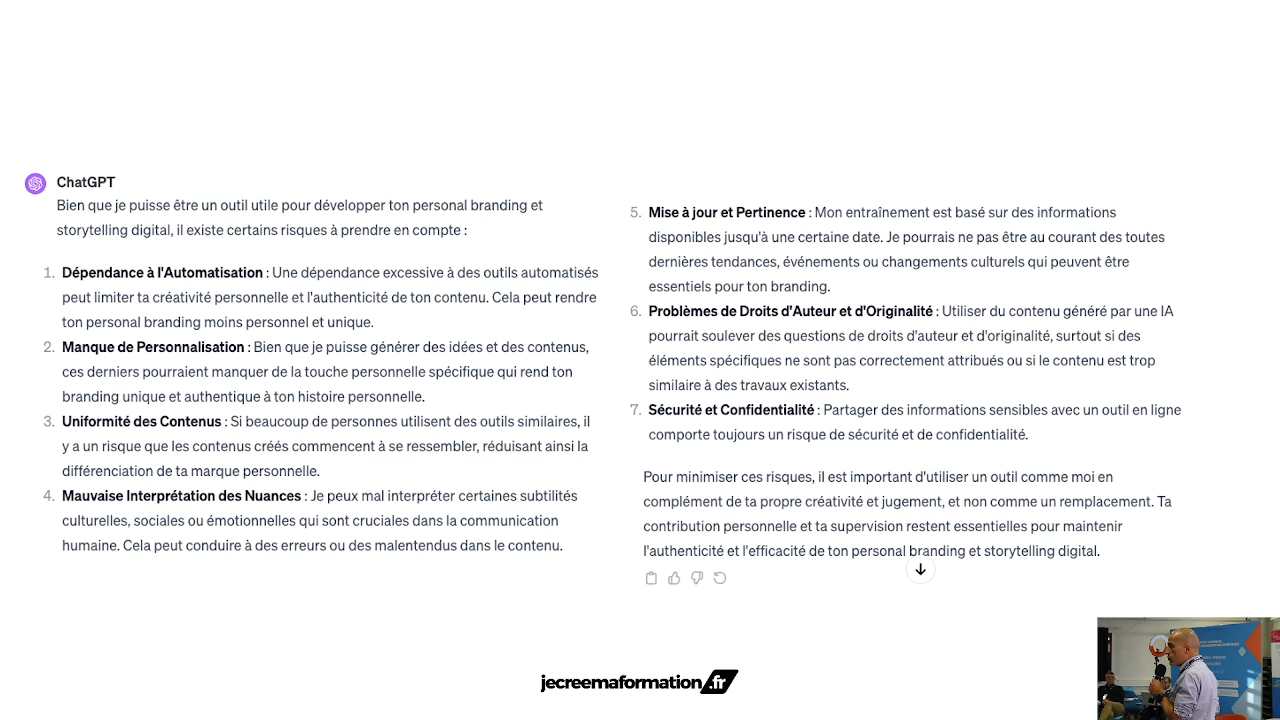 ChatGPT
Bien que je puisse être un outil utile pour développer ton personal branding et
storytelling digital, il existe certains risques à prendre en compte :
1. Dépendance à l'Automatisation : Une dépendance excessive à des outils automatisés
peut limiter ta créativité personnelle et l'authenticité de ton contenu. Cela peut rendre
ton personal branding moins personnel et unique.
2. Manque de Personnalisation : Bien que je puisse générer des idées et des contenus,
ces derniers pourraient manquer de la touche personnelle spécifique qui rend ton
branding unique et authentique à ton histoire personnelle.
3. Uniformité des Contenus : Si beaucoup de personnes utilisent des outils similaires, il
y a un risque que les contenus créés commencent à se ressembler, réduisant ainsi la
différenciation de ta marque personnelle.
4. Mauvaise Interprétation des Nuances : Je peux mal interpréter certaines subtilités
culturelles, sociales ou émotionnelles qui sont cruciales dans la communication
humaine. Cela peut conduire à des erreurs ou des malentendus dans le contenu.
5. Mise à jour et Pertinence : Mon entraînement est basé sur des informations
disponibles jusqu'à une certaine date. Je pourrais ne pas être au courant des toutes
dernières tendances, événements ou changements culturels qui peuvent être
essentiels pour ton branding.
6. Problèmes de Droits d'Auteur et d'Originalité : Utiliser du contenu généré par une IA
pourrait soulever des questions de droits d'auteur et d'originalité, surtout si des
éléments spécifiques ne sont pas correctement attribués ou si le contenu est trop
similaire à des travaux existants.
7. Sécurité et Confidentialité : Partager des informations sensibles avec un outil en ligne
comporte toujours un risque de sécurité et de confidentialité.
Pour minimiser ces risques, il est important d'utiliser un outil comme moi en
complément de ta propre créativité et jugement, et non comme un remplacement. Ta
contribution personnelle et ta supervision restent essentielles pour maintenir
l'authenticité et l'efficacité de ton personal branding et storytelling digital.
jecreemaformation.fr